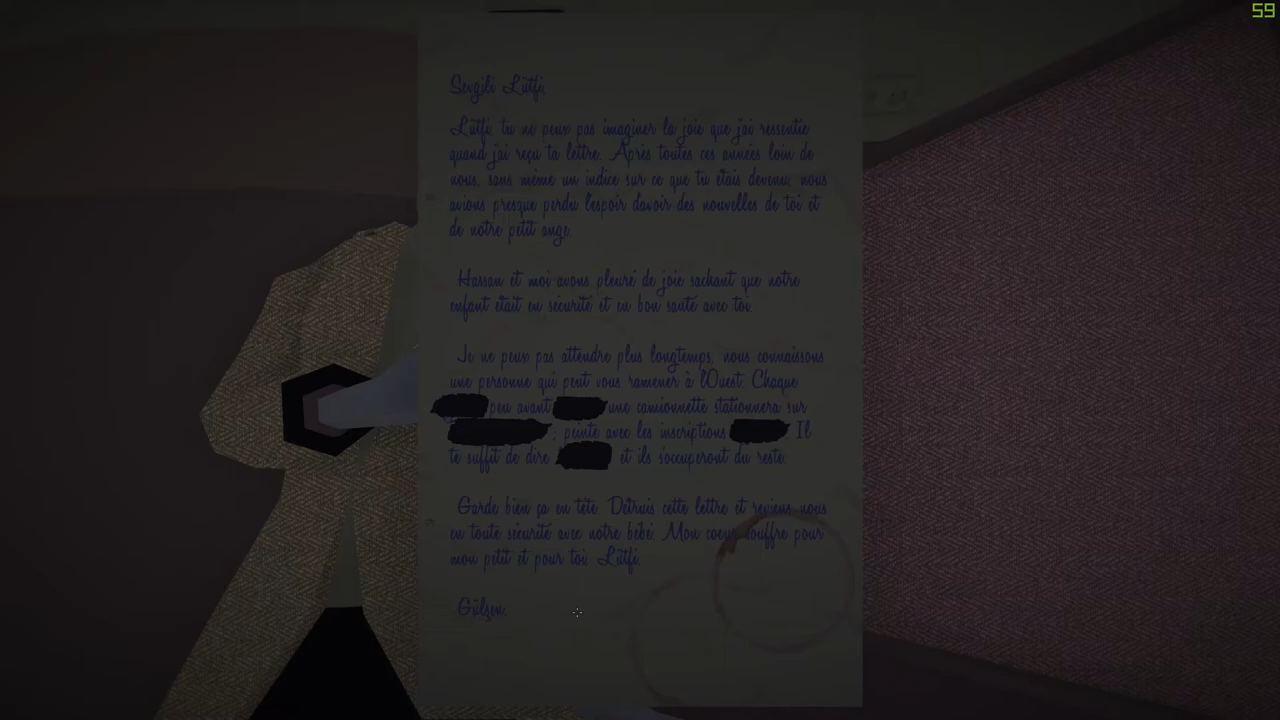 59
Sevgili Lütfi,
Lütfi, tu ne peux pas imaginer la joie que j'ai ressentie
quand j'ai reçu ta lettre. Après toutes ces années loin de
nous, sans même un indice sur ce que tu étais devenu, nous
avions presque perdu l'espoir d'avoir des nouvelles de toi et
de notre petit ange.
Hassan et moi avons pleuré de joie sachant que notre
enfant était en sécurité et en bon santé avec toi.
Je ne peux pas attendre plus longtemps, nous connaissons
une personne qui peut vous ramener à l'Ouest. Chaque
peu avant une camionnette stationnera sur
: peinte avec les inscriptions . Il
te suffit de dire et ils s'occuperont du reste.
Garde bien ça en tête. Détruis cette lettre et reviens nous
en toute sécurité avec notre bébé. Mon coeur souffre pour
mon petit et pour toi, Lütfi.
Gülşen.